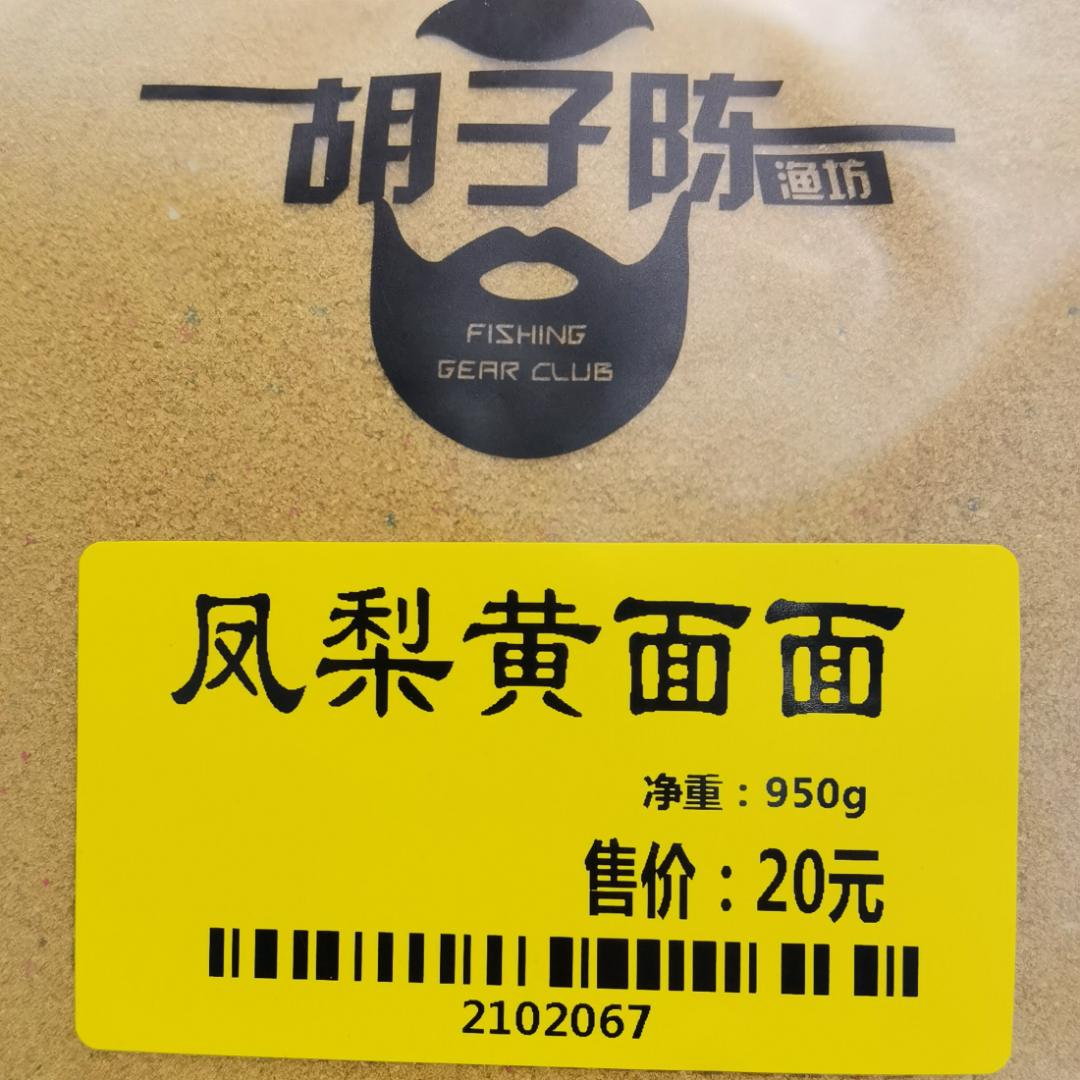 胡子陈
渔坊
FISHING
GEAR CLUB
凤梨黄面面
净重：950g
售价：20元
2102067